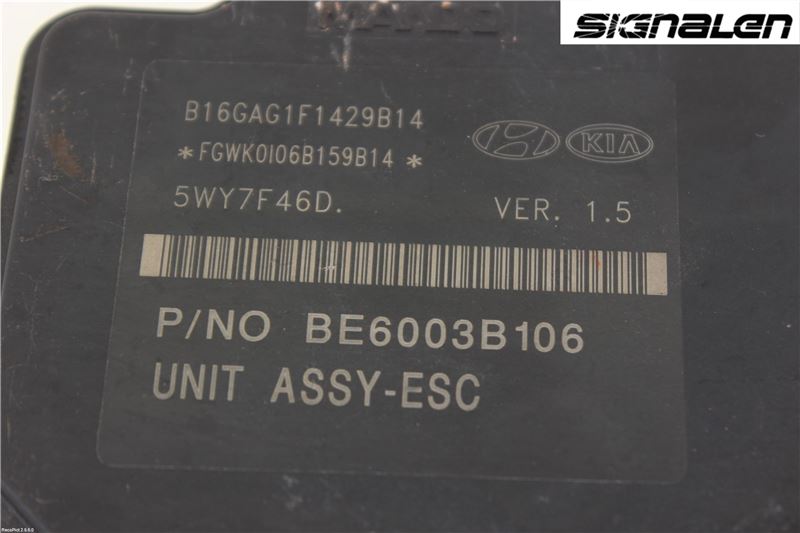 SIGNALEN
B16GAG1F1429B14
KIA
*FGWK0I06B159B14*
5WY7F46D. VER. 1.5
P/NO BE6003B106
UNIT ASSY-ESC